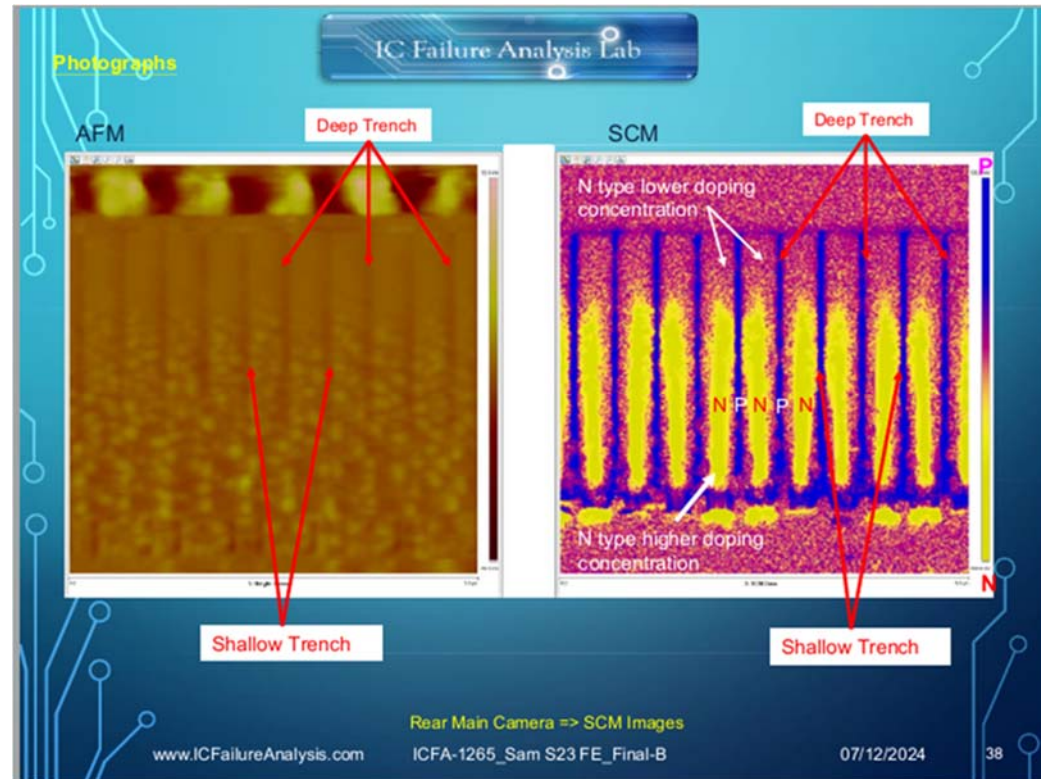 IC Failure Analysis Lab
Photographs
AFM
Deep Trench
SCM
Deep Trench
P
N type lower doping
concentration
N P N P N
N type higher doping
concentration
N
Shallow Trench
Shallow Trench
Rear Main Camera => SCM Images
www.ICFailureAnalysis.com
ICFA-1265_Sam S23 FE_Final-B
07/12/2024
38